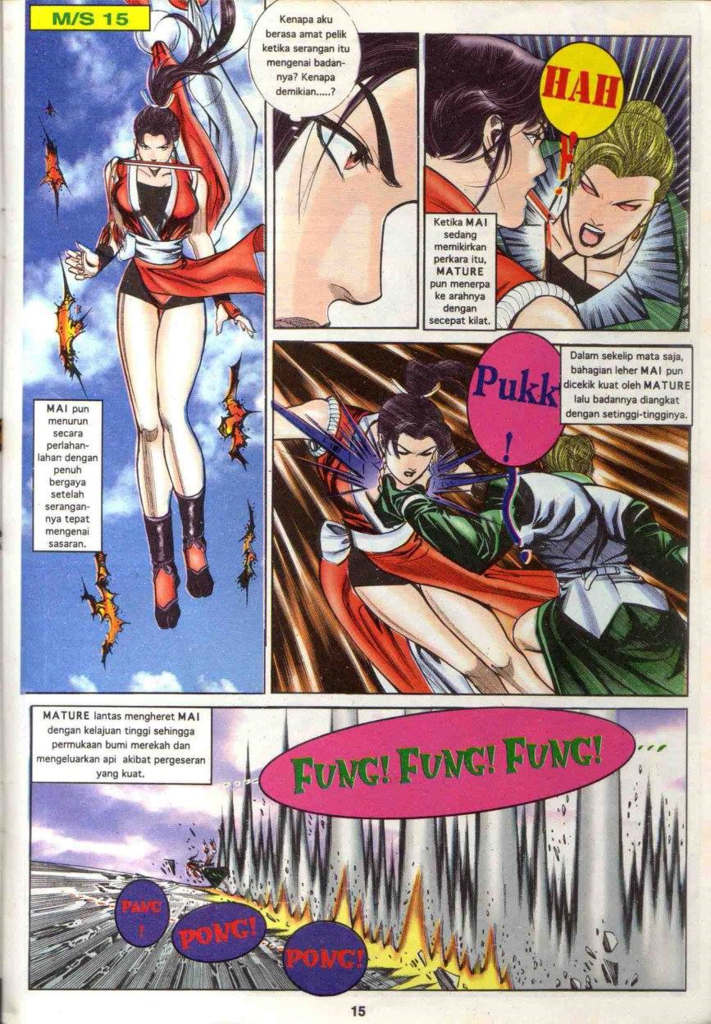 M/S 15
MAI pun
menurun
secara
perlahan-
lahan dengan
penuh
bergaya
setelah
serangan-
nya tepat
mengenai
sasaran.
Kenapa aku
berasa amat pelik
ketika serangan itu
mengenai badan-
nya? Kenapa
demikian.....?
HAH
!
Ketika MAI
sedang
memikirkan
perkara itu,
MATURE
pun menerpa
ke arahnya
dengan
secepat kilat.
Pukk
!
Dalam sekelip mata saja,
bahagian leher MAI pun
dicekik kuat oleh MATURE
lalu badannya diangkat
dengan setinggi-tingginya.
MATURE lantas mengheret MAI
dengan kelajuan tinggi sehingga
permukaan bumi merekah dan
mengeluarkan api akibat pergeseran
yang kuat.
FUNG! FUNG! FUNG!
PANG
!
PONG!
PONG!
15